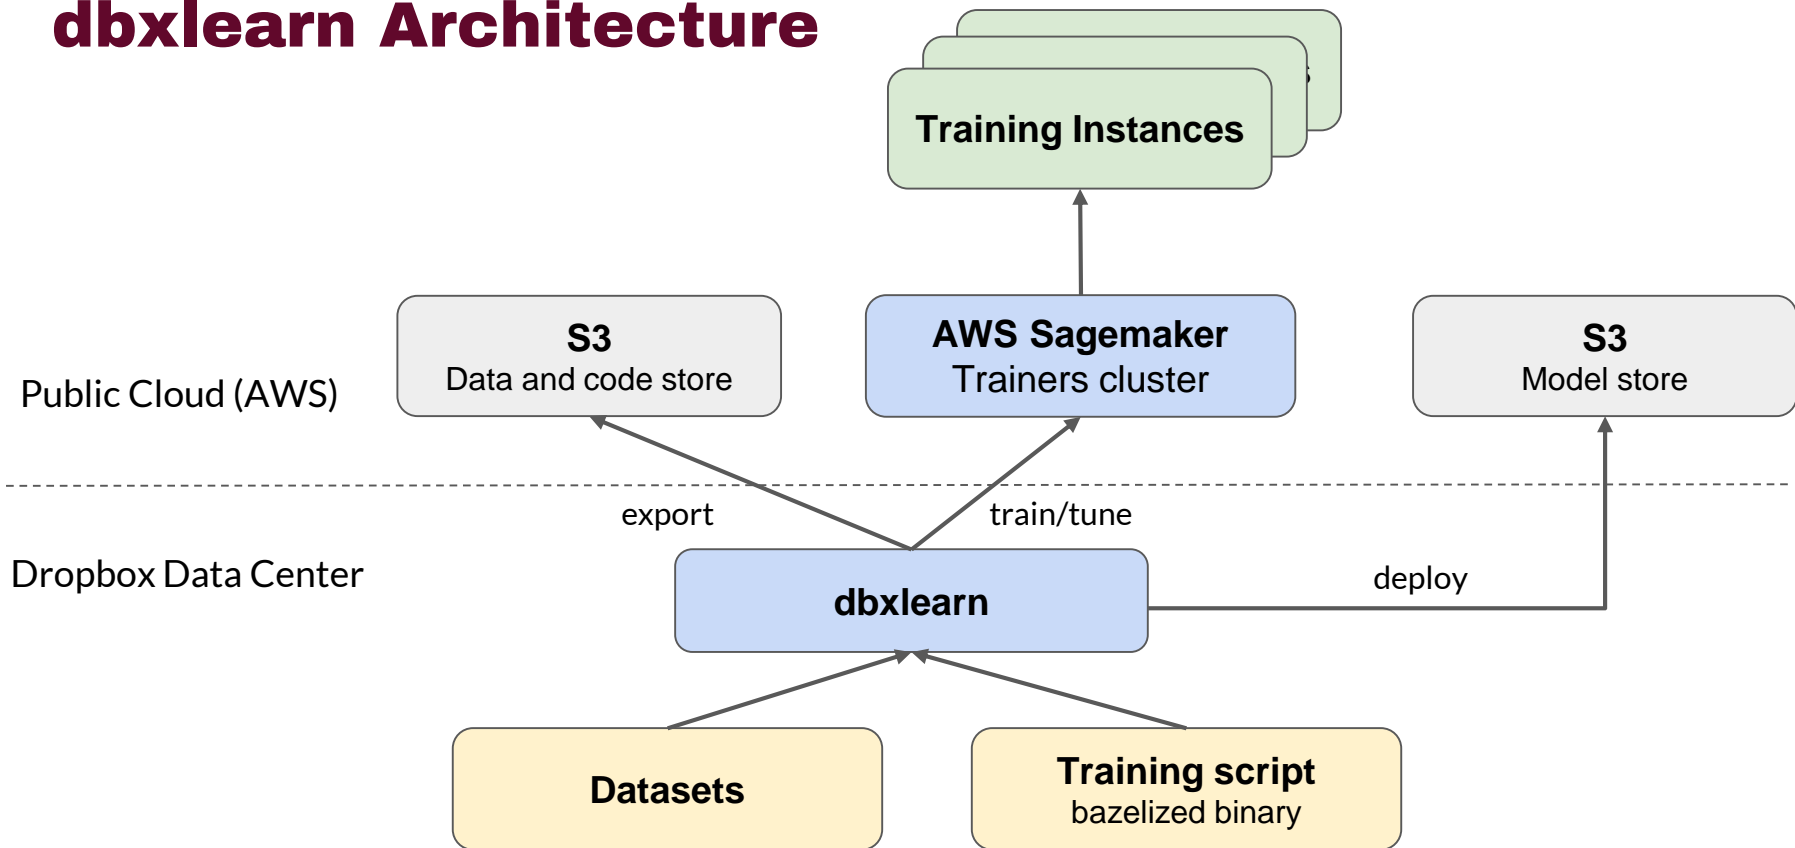 dbxlearn Architecture
Training Instances
S3
Data and code store
AWS Sagemaker
Trainers cluster
S3
Model store
Public Cloud (AWS)
export
train/tune
Dropbox Data Center
deploy
dbxlearn
Datasets
Training script
bazelized binary